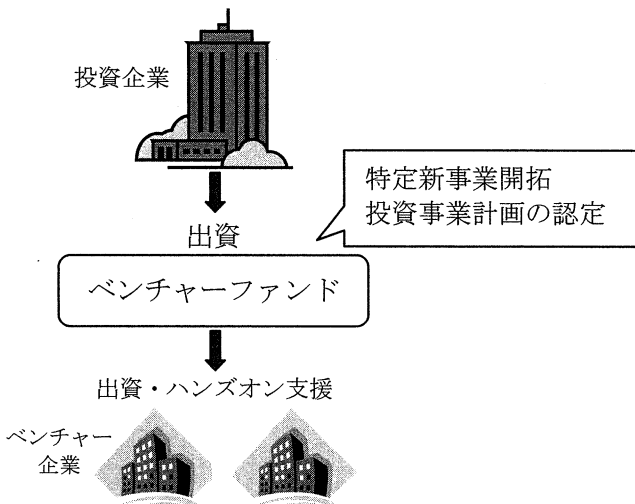 投資企業
特定新事業開拓
投資事業計画の認定
出資
ベンチャーファンド
出資・ハンズオン支援
ベンチャー
企業